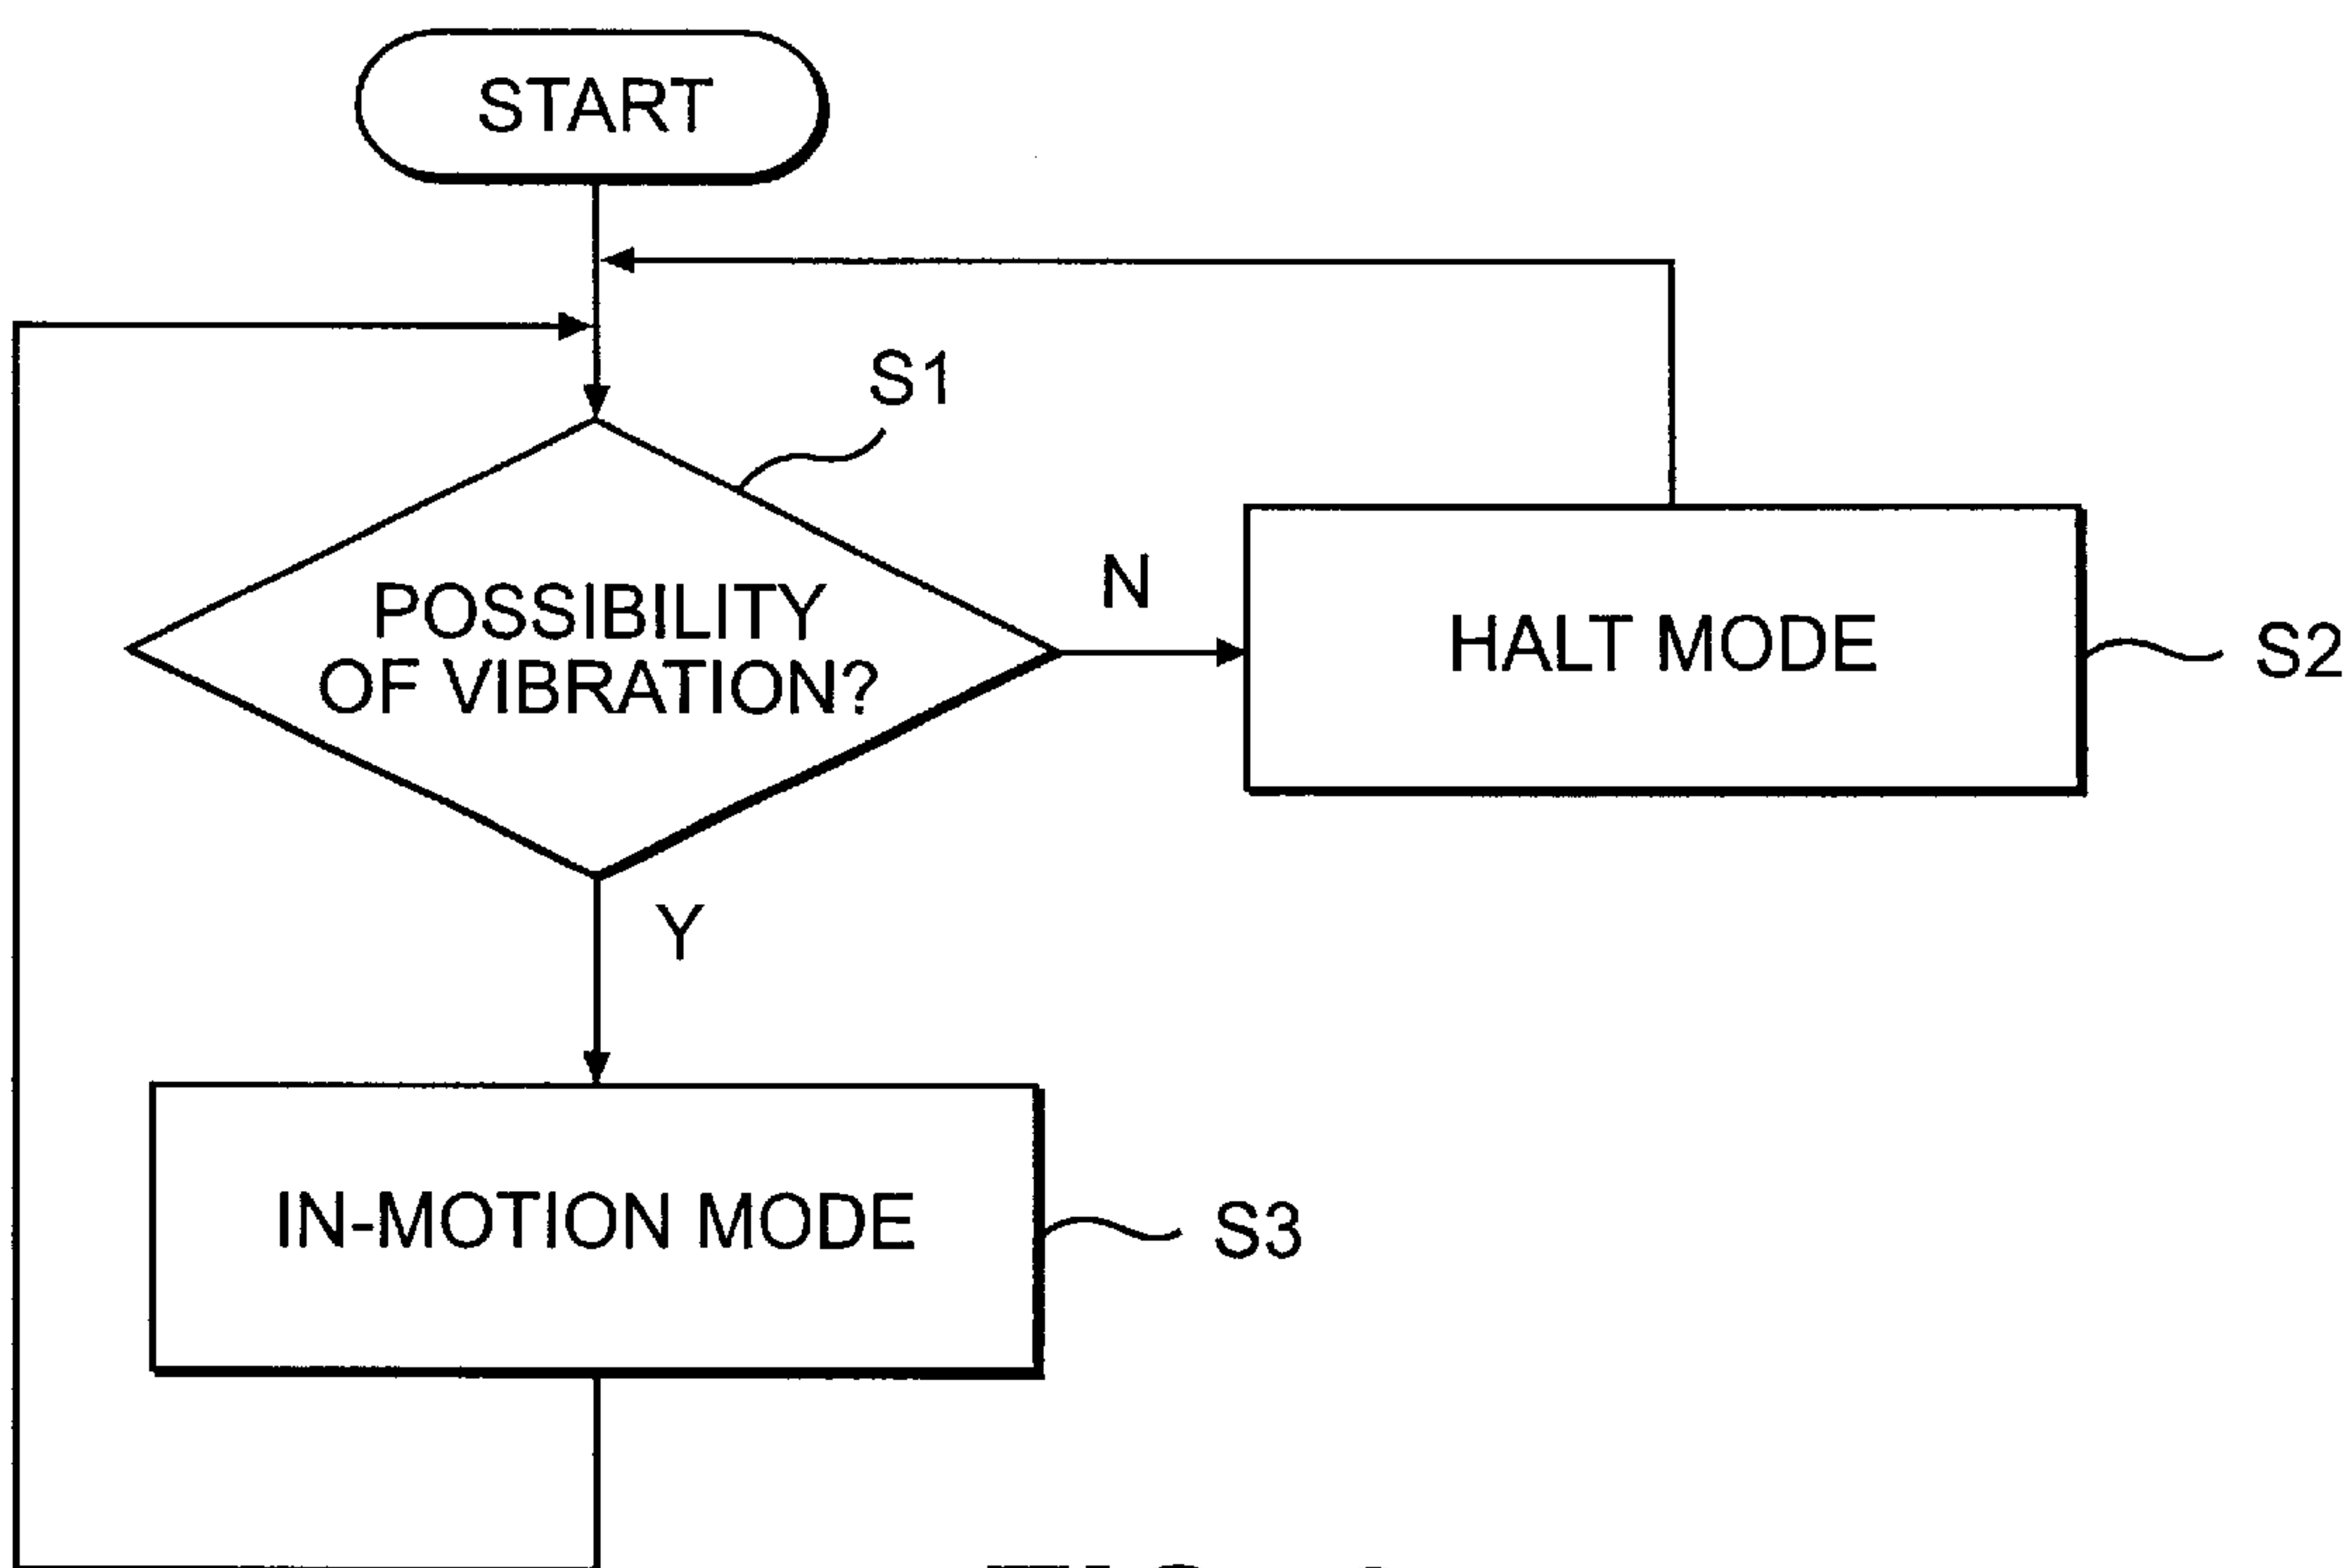 START
S1
POSSIBILITY
OF VIBRATION?
N
HALT MODE
S2
Y
IN-MOTION MODE
S3